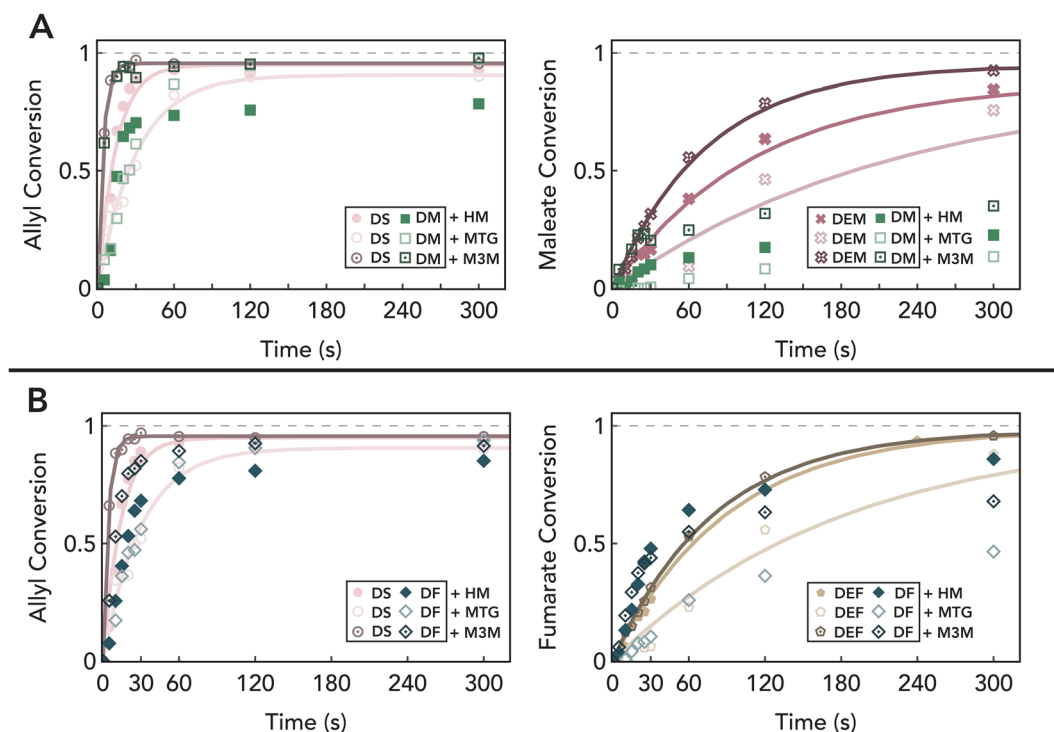 A
Allyl Conversion
1
0.5
0
0 60 120 180 240 300
Time (s)
DS DM + HM
DS DM + MTG
DS DM + M3M
Maleate Conversion
1
0.5
0
0 60 120 180 240 300
Time (s)
DEM DM + HM
DEM DM + MTG
DEM DM + M3M
B
Allyl Conversion
1
0.5
0
0 30 60 120 180 240 300
Time (s)
DS DF + HM
DS DF + MTG
DS DF + M3M
Fumarate Conversion
1
0.5
0
0 30 60 120 180 240 300
Time (s)
DEF DF + HM
DEF DF + MTG
DEF DF + M3M